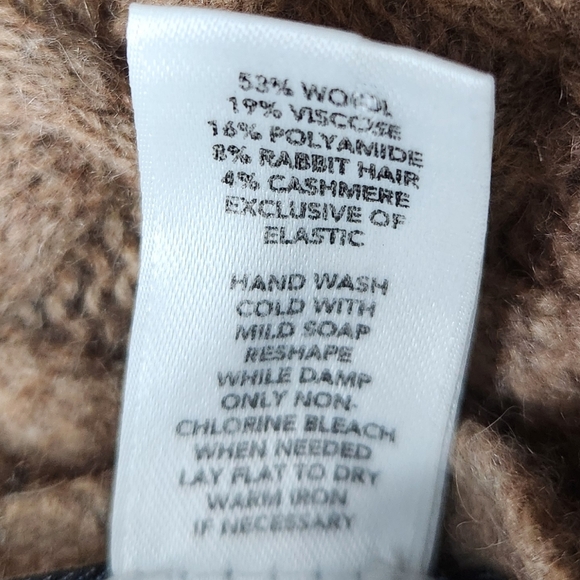 53% WOOL
19% VISCOSE
16% POLYAMIDE
8% RABBIT HAIR
4% CASHMERE
EXCLUSIVE OF
ELASTIC
HAND WASH
COLD WITH
MILD SOAP
RESHAPE
WHILE DAMP
ONLY NON-
CHLORINE BLEACH
WHEN NEEDED
LAY FLAT TO DRY
WARM IRON
IF NECESSARY